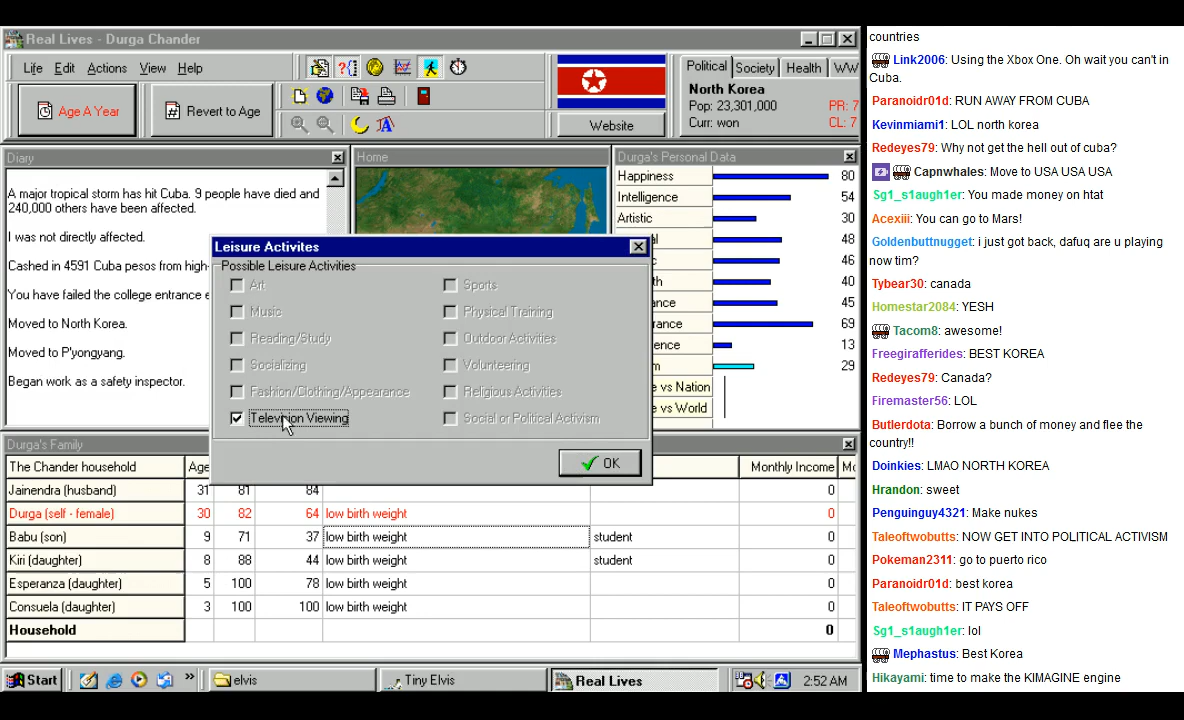 Real Lives - Durga Chander
Life Edit Actions View Help
Age A Year
Revert to Age
Website
Political Society Health WW
North Korea
Pop: 23,301,000 PR: 7
Curr: won CL: 7
Diary
A major tropical storm has hit Cuba. 9 people have died and
240,000 others have been affected.
I was not directly affected.
Cashed in 4591 Cuba pesos from high-
You have failed the college entrance e
Moved to North Korea.
Moved to P'yongyang.
Began work as a safety inspector.
Home
Durga's Personal Data
Happiness 80
Intelligence 54
Artistic 30
al 48
c 46
th 40
ance 45
rance 69
ence 13
m 29
e vs Nation
e vs World
Leisure Activites
Possible Leisure Activities
Art
Music
Reading/Study
Socializing
Fashion/Clothing/Appearance
Television Viewing
Sports
Physical Training
Outdoor Activities
Volunteering
Religious Activities
Social or Political Activism
OK
Durga's Family
The Chander household Age Monthly Income Mo
Jainendra (husband) 31 81 84 0
Durga (self - female) 30 82 64 low birth weight 0
Babu (son) 9 71 37 low birth weight student 0
Kiri (daughter) 8 88 44 low birth weight student 0
Esperanza (daughter) 5 100 78 low birth weight 0
Consuela (daughter) 3 100 100 low birth weight 0
Household 0
Start » elvis Tiny Elvis Real Lives 2:52 AM
countries
Link2006: Using the Xbox One. Oh wait you can't in
Cuba.
Paranoidr01d: RUN AWAY FROM CUBA
Kevinmiami1: LOL north korea
Redeyes79: Why not get the hell out of cuba?
Capnwhales: Move to USA USA USA
Sg1_s1augh1er: You made money on htat
Acexiii: You can go to Mars!
Goldenbuttnugget: i just got back, dafuq are u playing
now tim?
Tybear30: canada
Homestar2084: YESH
Tacom8: awesome!
Freegirafferides: BEST KOREA
Redeyes79: Canada?
Firemaster56: LOL
Butlerdota: Borrow a bunch of money and flee the
country!!
Doinkies: LMAO NORTH KOREA
Hrandon: sweet
Penguinguy4321: Make nukes
Taleoftwobutts: NOW GET INTO POLITICAL ACTIVISM
Pokeman2311: go to puerto rico
Paranoidr01d: best korea
Taleoftwobutts: IT PAYS OFF
Sg1_s1augh1er: lol
Mephastus: Best Korea
Hikayami: time to make the KIMAGINE engine